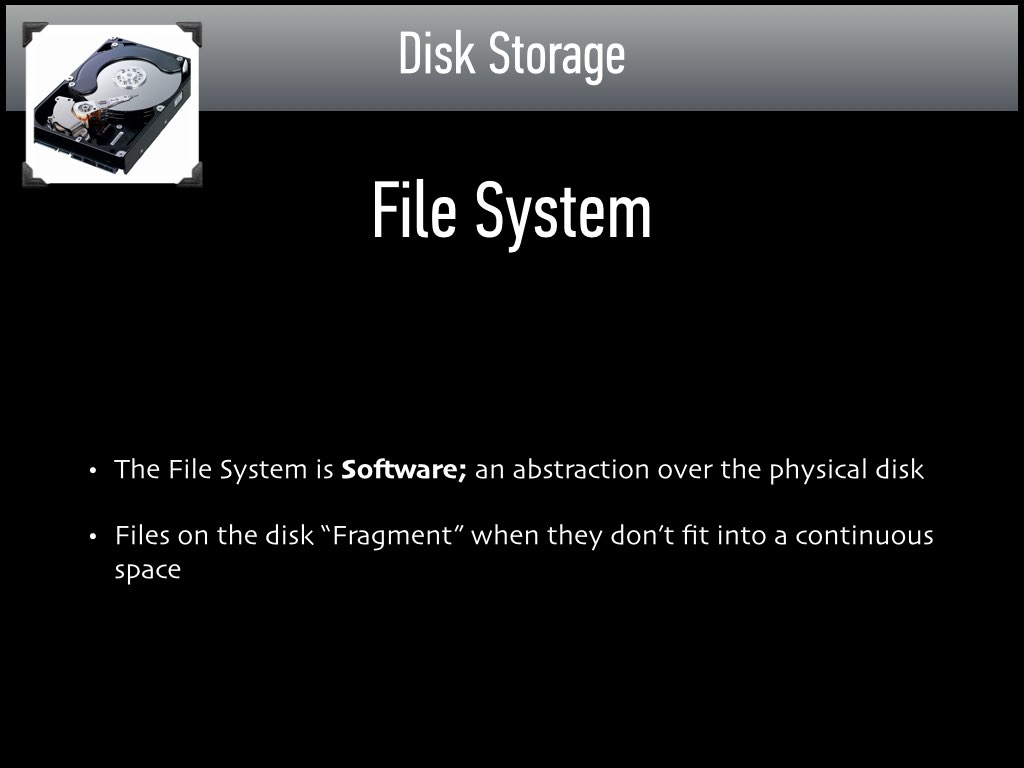 Disk Storage
File System
• The File System is Software; an abstraction over the physical disk
• Files on the disk “Fragment” when they don’t fit into a continuous
space